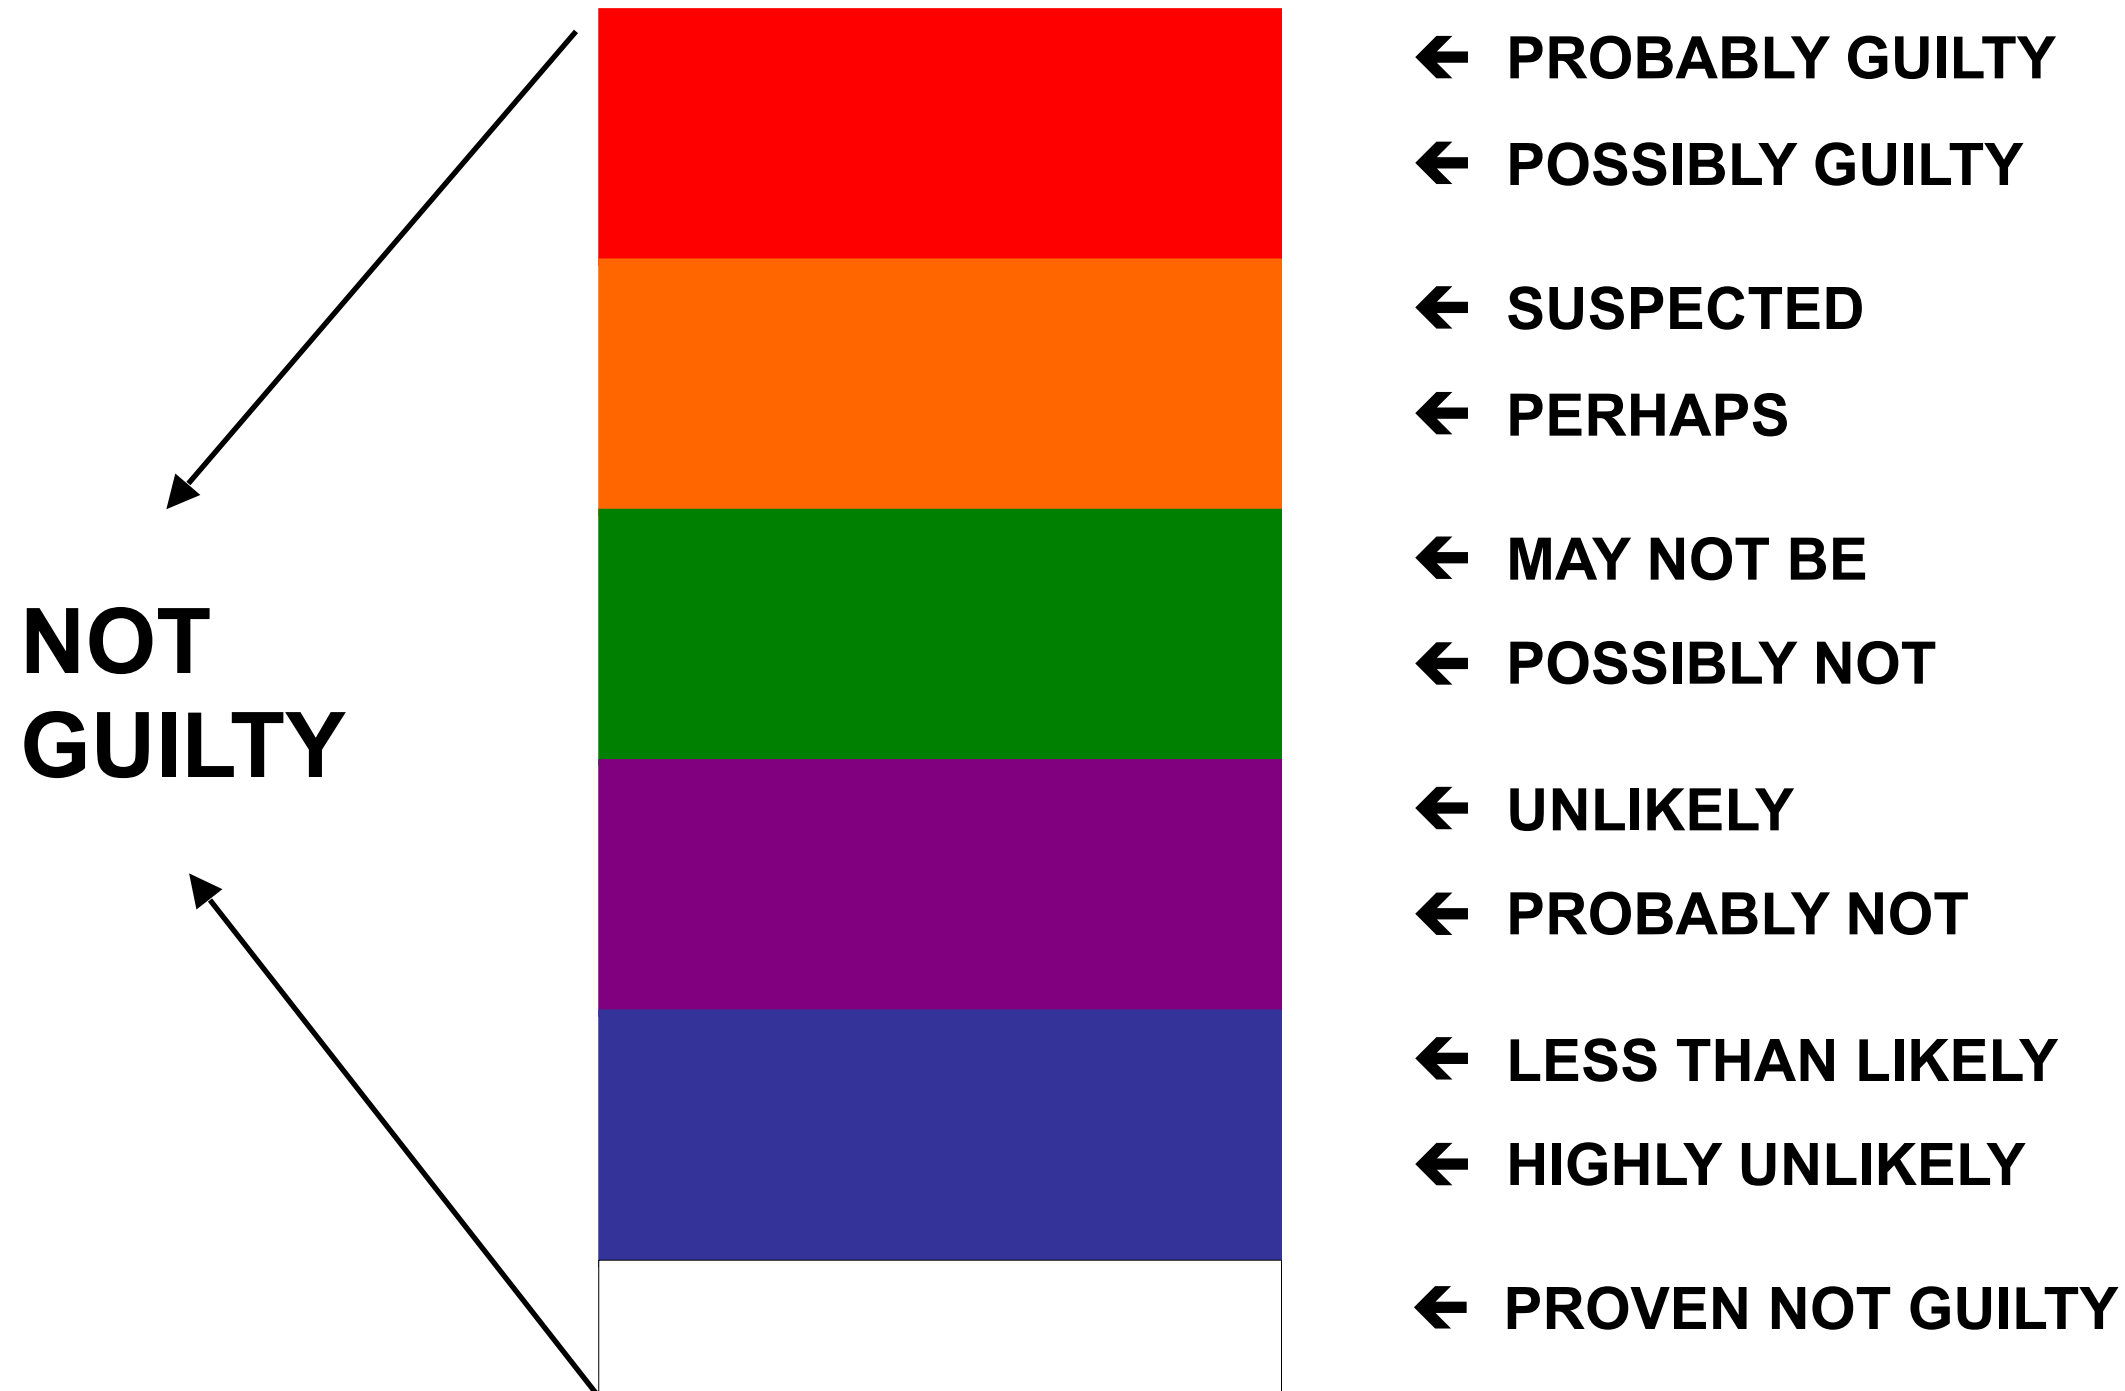 PROBABLY GUILTY
POSSIBLY GUILTY
SUSPECTED
PERHAPS
MAY NOT BE
NOT
GUILTY
POSSIBLY NOT
UNLIKELY
PROBABLY NOT
LESS THAN LIKELY
HIGHLY UNLIKELY
PROVEN NOT GUILTY